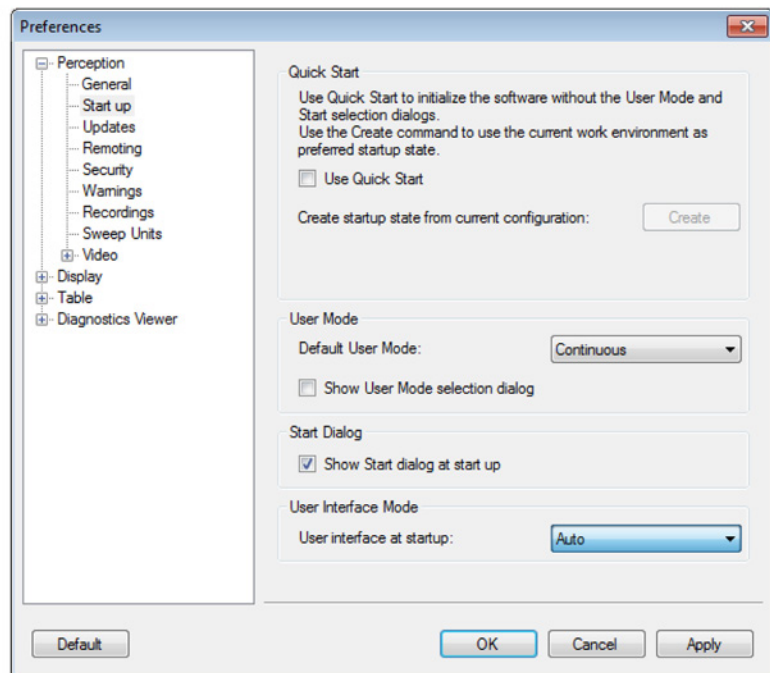 Preferences
Perception
General
Start up
Updates
Remoting
Security
Warnings
Recordings
Sweep Units
Video
Display
Table
Diagnostics Viewer
Quick Start
Use Quick Start to initialize the software without the User Mode and
Start selection dialogs.
Use the Create command to use the current work environment as
preferred startup state.
Use Quick Start
Create startup state from current configuration:
Create
User Mode
Default User Mode:
Continuous
Show User Mode selection dialog
Start Dialog
Show Start dialog at start up
User Interface Mode
User interface at startup:
Auto
Default
OK
Cancel
Apply